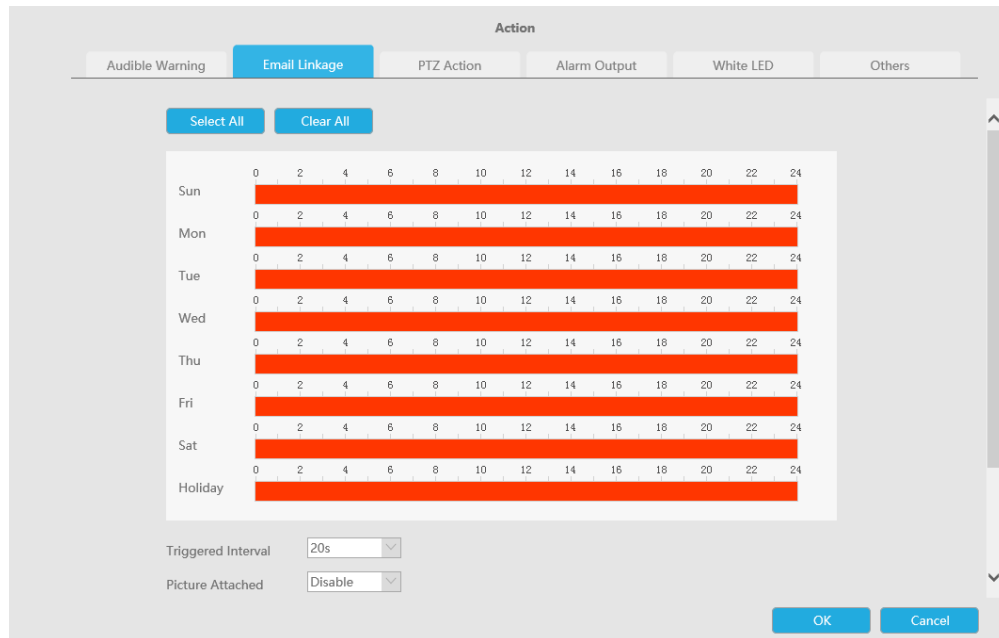 Action
Audible Warning Email Linkage PTZ Action Alarm Output White LED Others
Select All Clear All
0 2 4 6 8 10 12 14 16 18 20 22 24
Sun
0 2 4 6 8 10 12 14 16 18 20 22 24
Mon
0 2 4 6 8 10 12 14 16 18 20 22 24
Tue
0 2 4 6 8 10 12 14 16 18 20 22 24
Wed
0 2 4 6 8 10 12 14 16 18 20 22 24
Thu
0 2 4 6 8 10 12 14 16 18 20 22 24
Fri
0 2 4 6 8 10 12 14 16 18 20 22 24
Sat
0 2 4 6 8 10 12 14 16 18 20 22 24
Holiday
Triggered Interval 20s
Picture Attached Disable
OK Cancel